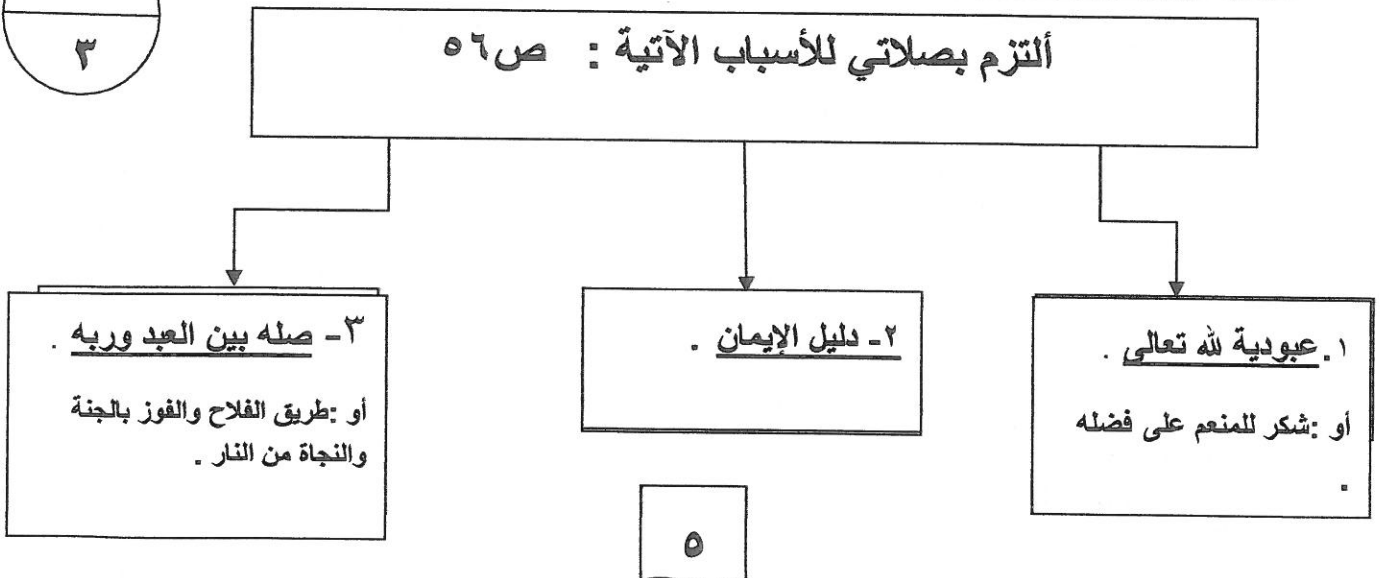 ٣
ألتزم بصلاتي للأسباب الآتية : ص٥٦
١. عبودية لله تعالى .
أو :شكر للمنعم على فضله
.
٢- دليل الإيمان .
٣- صله بين العبد وربه .
أو :طريق الفلاح والفوز بالجنة
والنجاة من النار .
٥